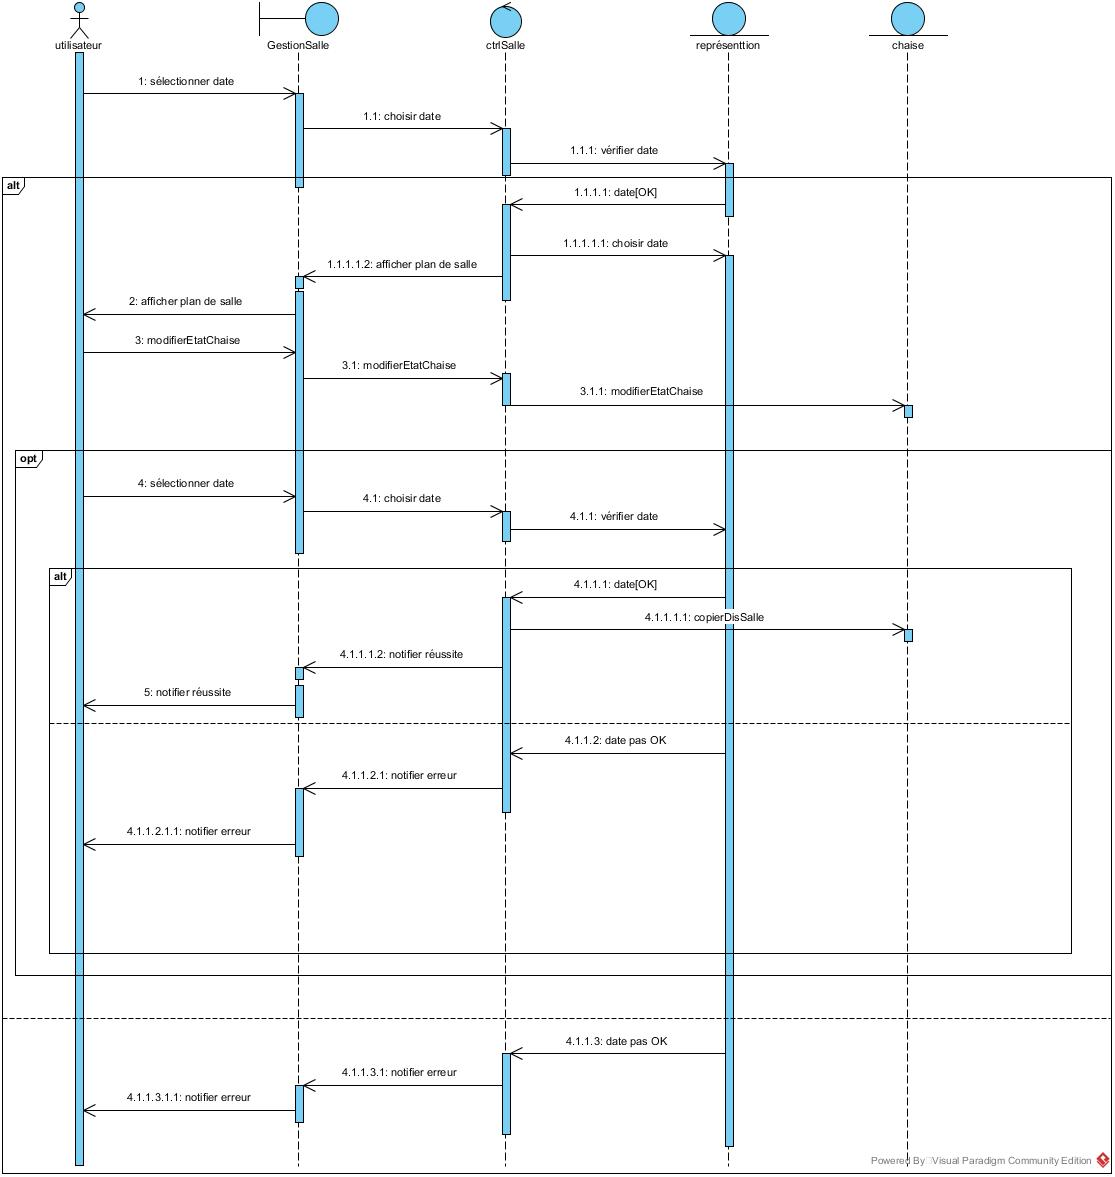 utilisateur
GestionSalle
ctrlSalle
représenttion
chaise
1: sélectionner date
1.1: choisir date
1.1.1: vérifier date
alt
1.1.1.1: date[OK]
1.1.1.1.1: choisir date
1.1.1.1.2: afficher plan de salle
2: afficher plan de salle
3: modifierEtatChaise
3.1: modifierEtatChaise
3.1.1: modifierEtatChaise
opt
4: sélectionner date
4.1: choisir date
4.1.1: vérifier date
alt
4.1.1.1: date[OK]
4.1.1.1.1: copierDisSalle
4.1.1.1.2: notifier réussite
5: notifier réussite
4.1.1.2: date pas OK
4.1.1.2.1: notifier erreur
4.1.1.2.1.1: notifier erreur
4.1.1.3: date pas OK
4.1.1.3.1: notifier erreur
4.1.1.3.1.1: notifier erreur
Powered By Visual Paradigm Community Edition